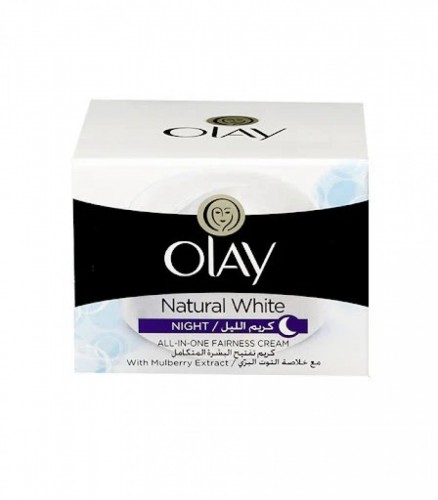 OLAY
OLAY
Natural White
NIGHT / كريم الليل
ALL-IN-ONE FAIRNESS CREAM
كريم تفتيح البشرة المتكامل
With Mulberry Extract / مع خلاصة التوت البرّي